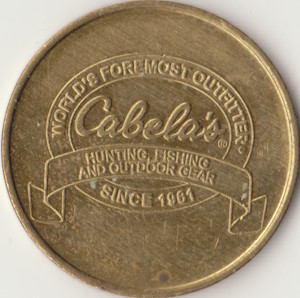 WORLD'S FOREMOST OUTFITTER
Cabela's®
HUNTING, FISHING
AND OUTDOOR GEAR
SINCE 1961